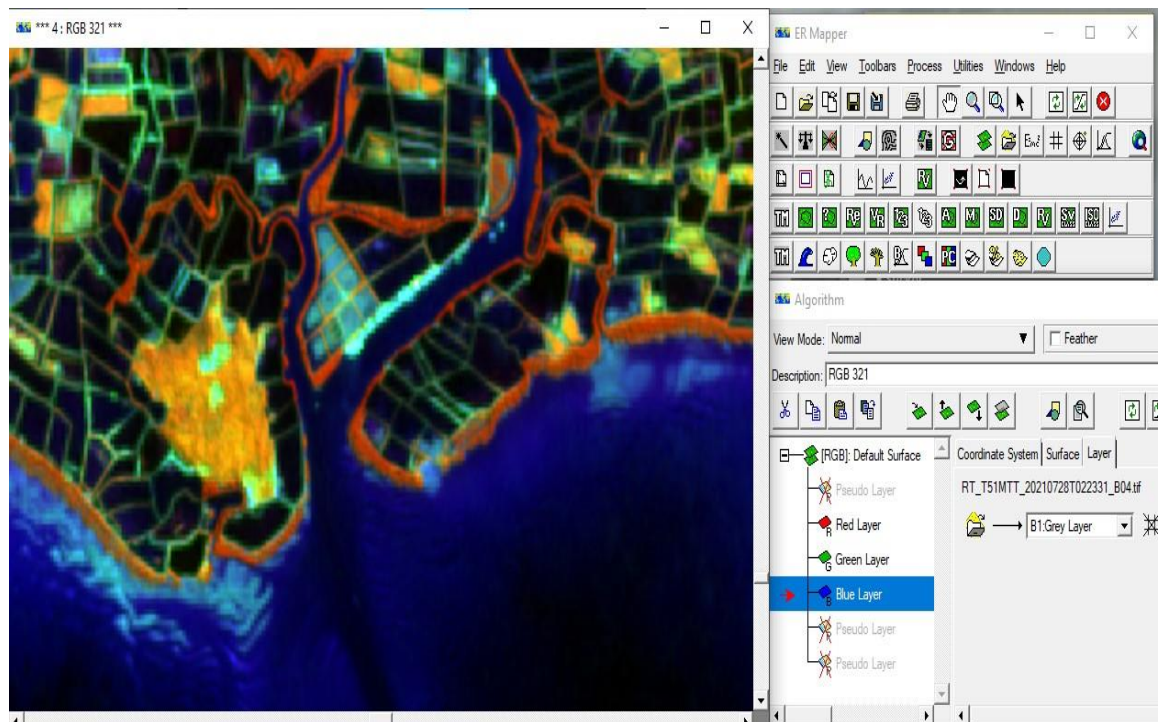 *** 4 : RGB 321 ***
ER Mapper
File Edit View Toolbars Process Utilities Windows Help
Algorithm
View Mode: Normal
Feather
Description: RGB 321
[RGB]: Default Surface
Pseudo Layer
Red Layer
Green Layer
Blue Layer
Pseudo Layer
Pseudo Layer
Coordinate System Surface Layer
RT_T51MTT_20210728T022331_B04.tif
B1:Grey Layer